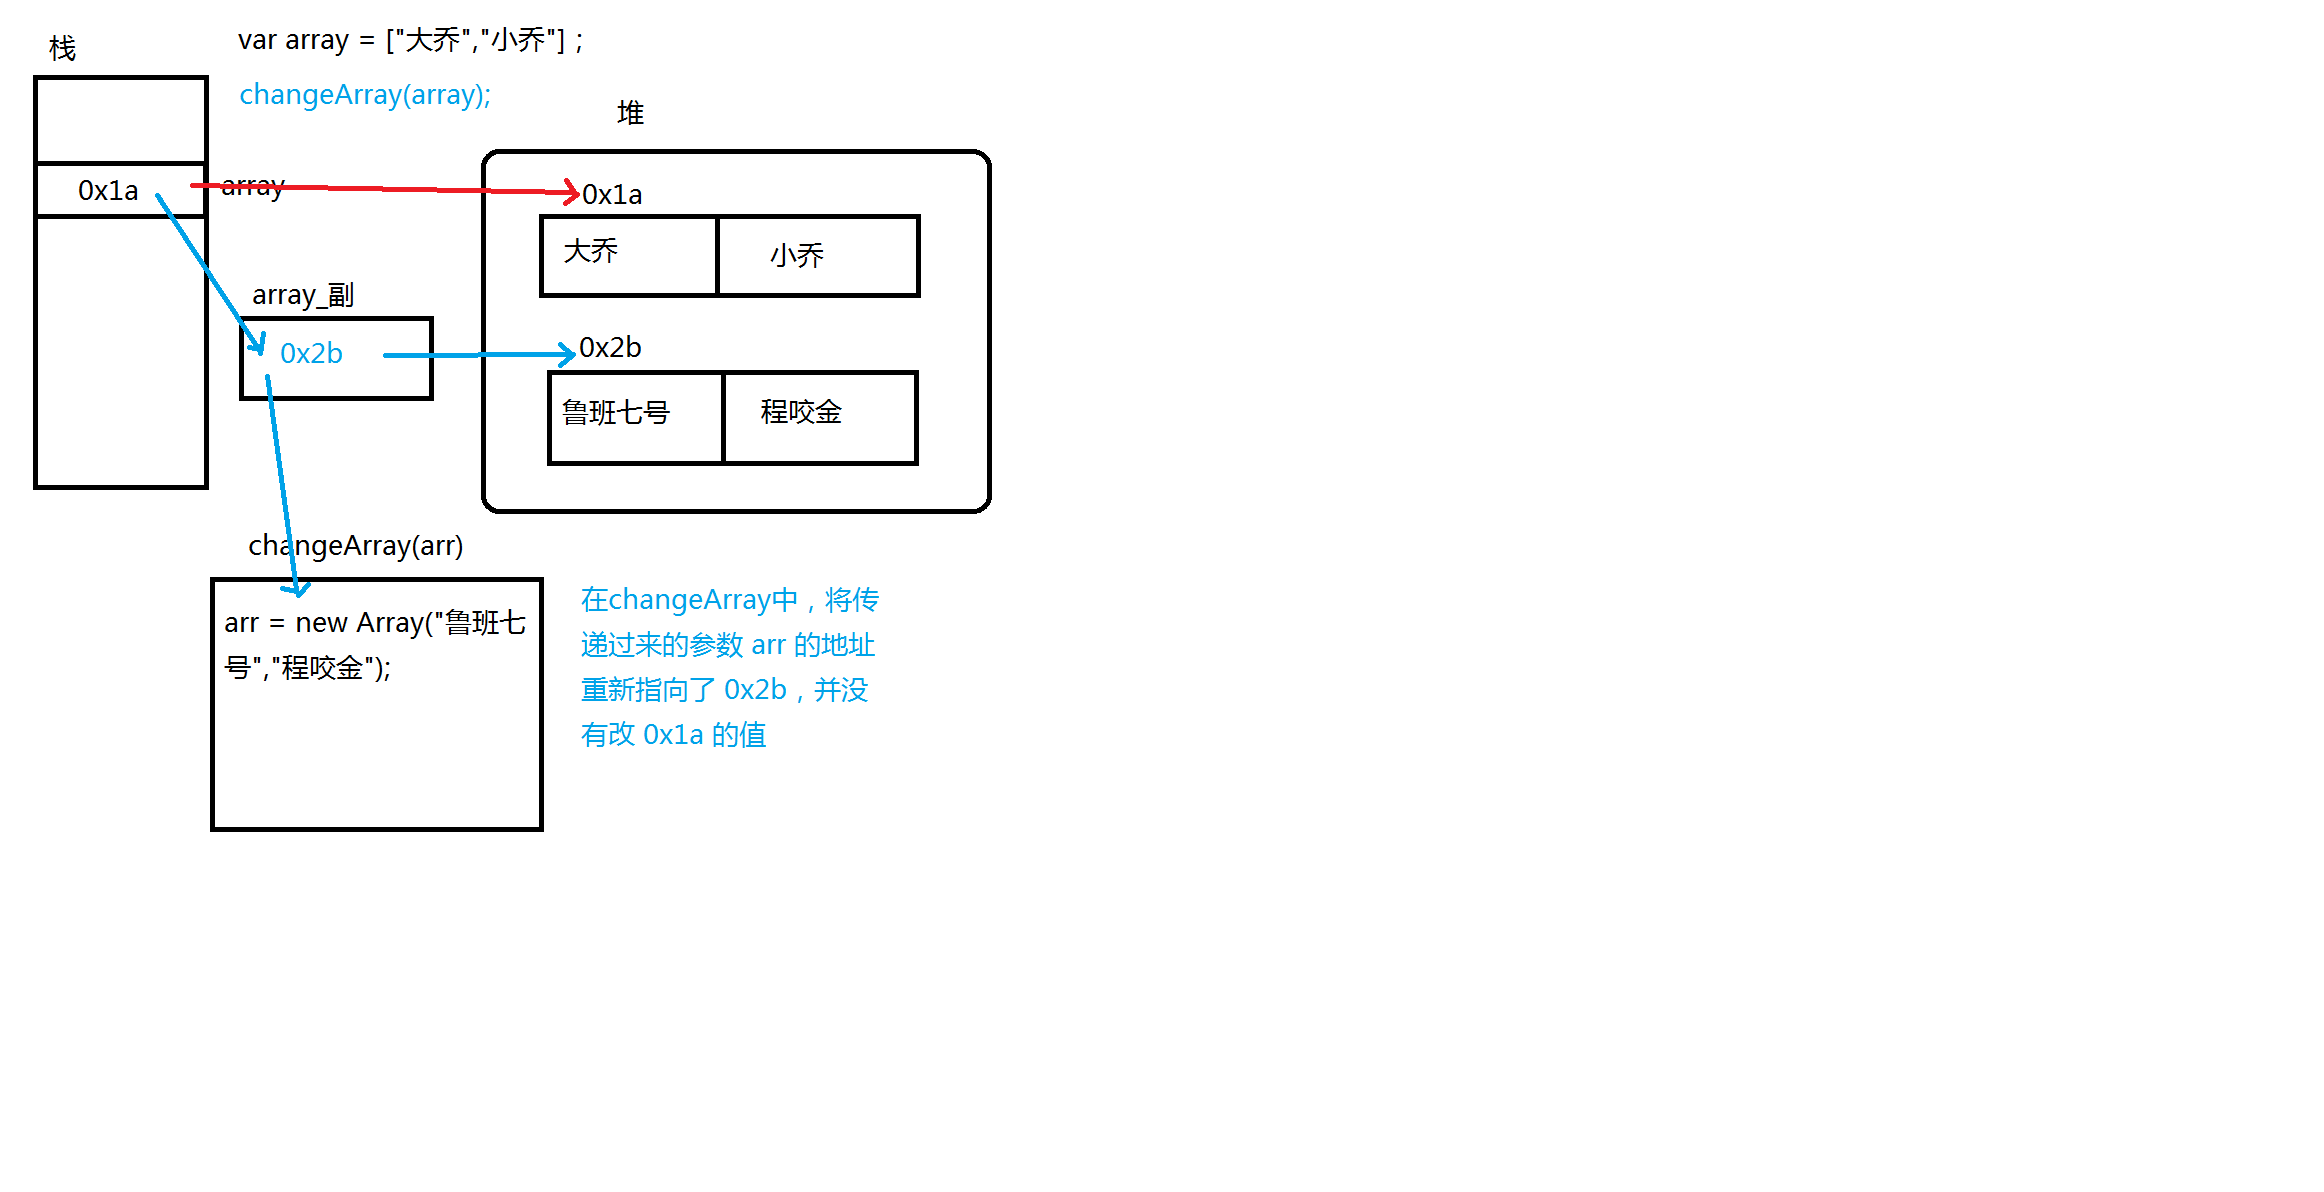 栈
var array = ["大乔","小乔"] ;
changeArray(array);
堆
0x1a
array
0x1a
大乔
小乔
array_副
0x2b
0x2b
鲁班七号
程咬金
changeArray(arr)
arr = new Array("鲁班七
号","程咬金");
在changeArray中，将传
递过来的参数 arr 的地址
重新指向了 0x2b，并没
有改 0x1a 的值